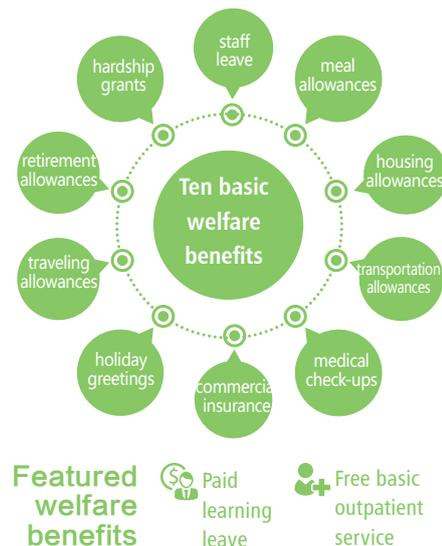 staff
leave
meal
allowances
housing
allowances
transportation
allowances
medical
check-ups
commercia
insurance
holiday
greetings
traveling
allowances
retirement
allowances
hardship
grants
Ten basic
welfare
benefits
Featured
welfare
benefits
Paid
learning
leave
Free basic
outpatient
service